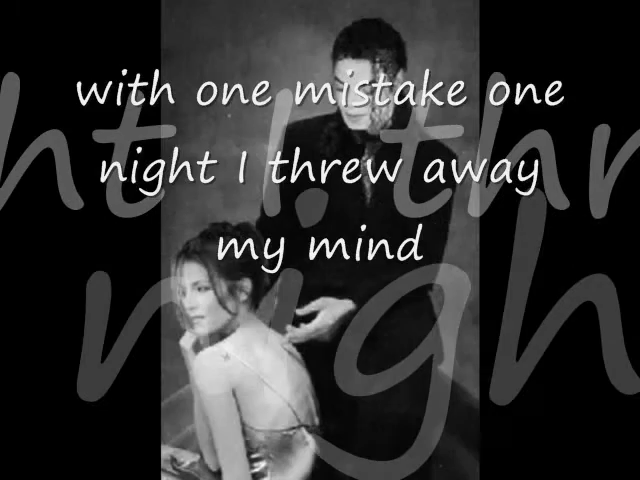 with one mistake one
night I threw away
my mind